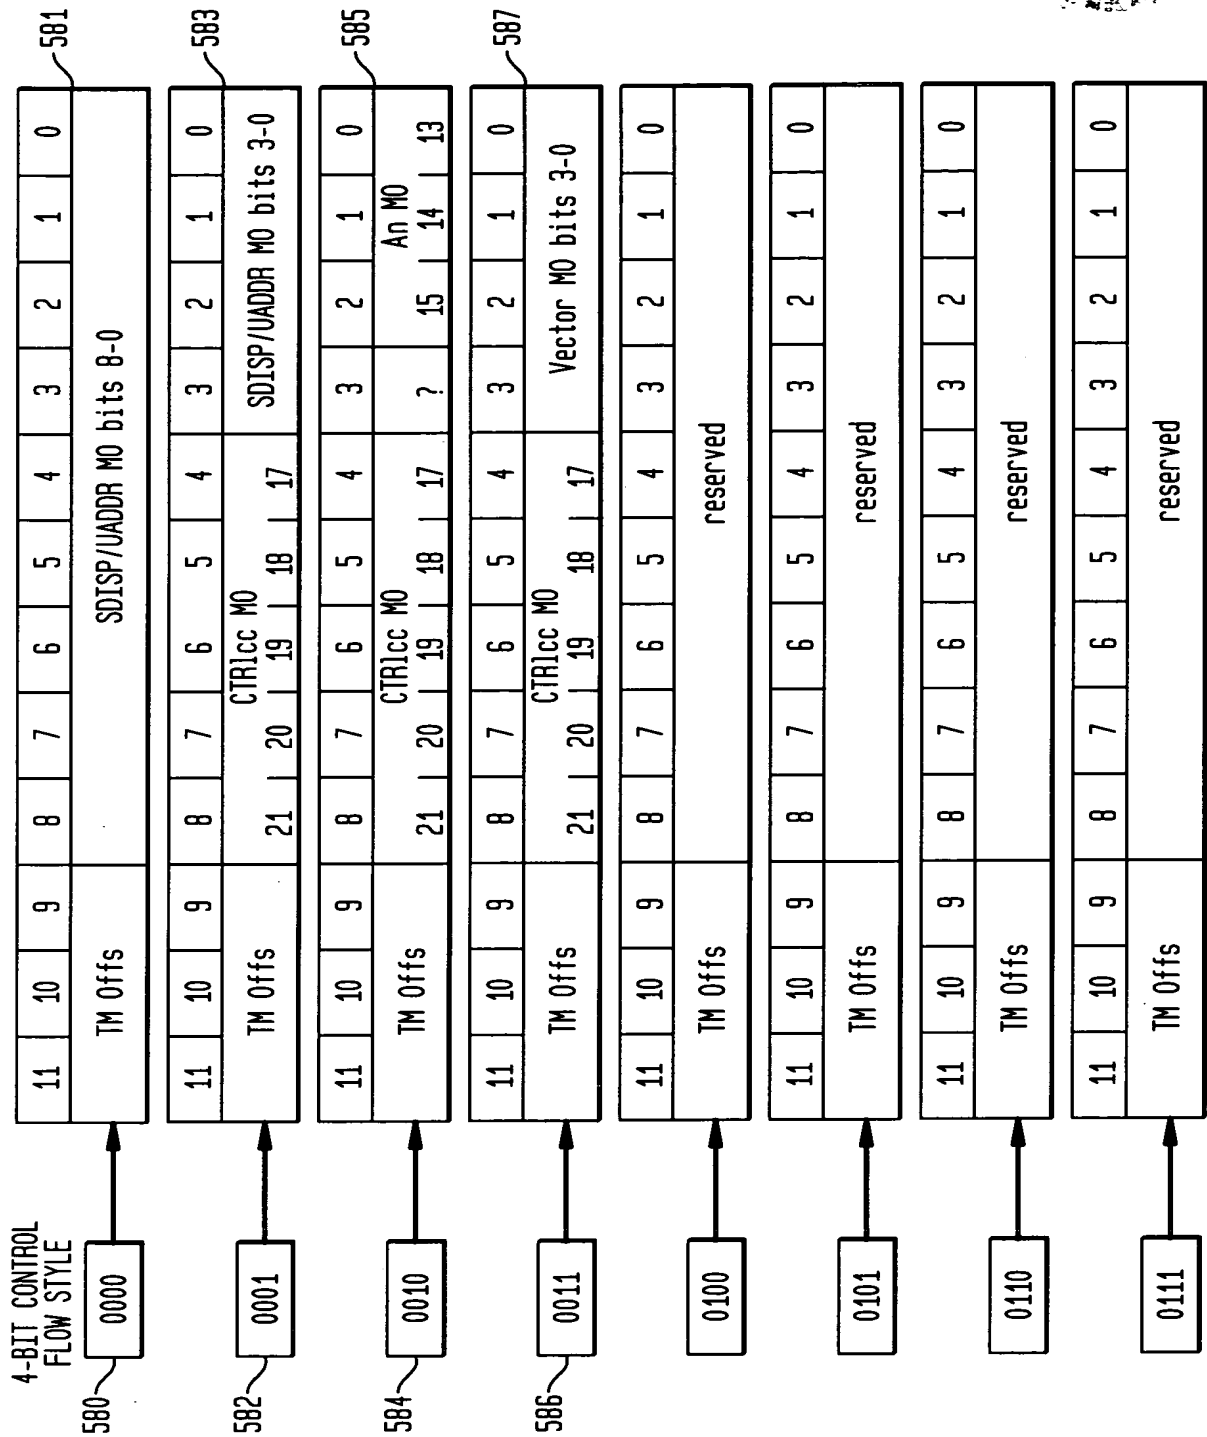 4-BIT CONTROL
FLOW STYLE
580 0000
11 10 9 8 7 6 5 4 3 2 1 0 581
TM Offs SDISP/UADDR MO bits 8-0
582 0001
11 10 9 8 7 6 5 4 3 2 1 0 583
TM Offs CTRlcc MO SDISP/UADDR MO bits 3-0
21 20 19 18 17
584 0010
11 10 9 8 7 6 5 4 3 2 1 0 585
TM Offs CTRlcc MO An MO
21 20 19 18 17 ? 15 14 13
586 0011
11 10 9 8 7 6 5 4 3 2 1 0 587
TM Offs CTRlcc MO Vector MO bits 3-0
21 20 19 18 17
0100
11 10 9 8 7 6 5 4 3 2 1 0
TM Offs reserved
0101
11 10 9 8 7 6 5 4 3 2 1 0
TM Offs reserved
0110
11 10 9 8 7 6 5 4 3 2 1 0
TM Offs reserved
0111
11 10 9 8 7 6 5 4 3 2 1 0
TM Offs reserved